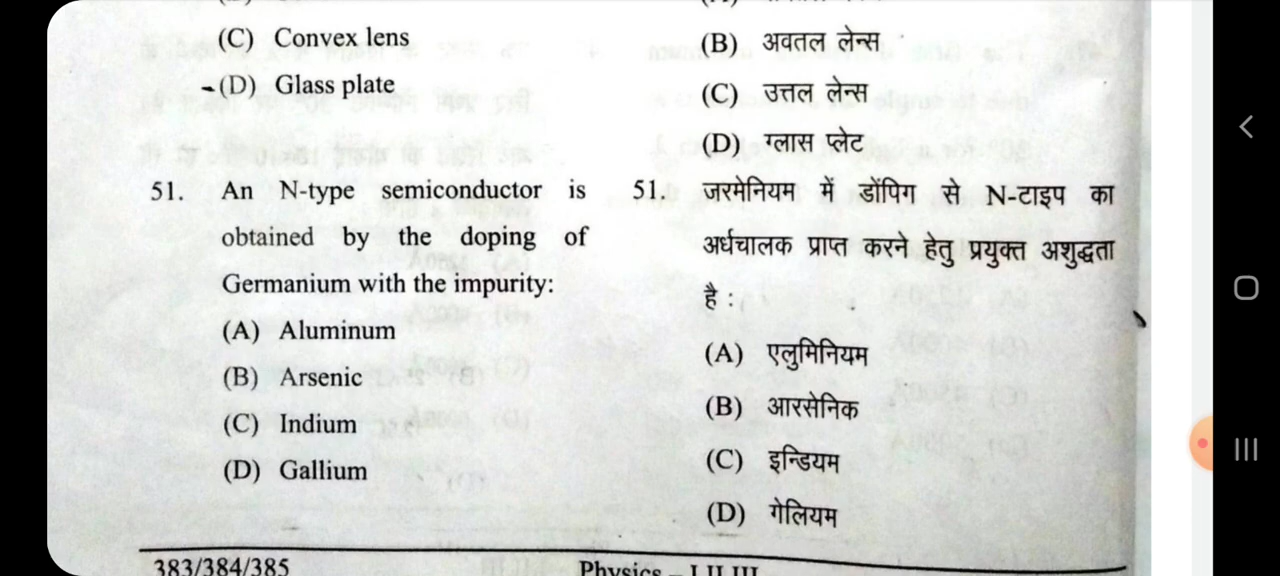 (C) Convex lens
-(D) Glass plate
51. An N-type semiconductor is
obtained by the doping of
Germanium with the impurity:
(A) Aluminum
(B) Arsenic
(C) Indium
(D) Gallium
(B) अवतल लेन्स
(C) उत्तल लेन्स
(D) ग्लास प्लेट
51. जरमेनियम में डोंपिग से N-टाइप का
अर्धचालक प्राप्त करने हेतु प्रयुक्त अशुद्धता
है :
(A) एलुमिनियम
(B) आरसेनिक
(C) इन्डियम
(D) गेलियम
383/384/385
Physics – I,II,III